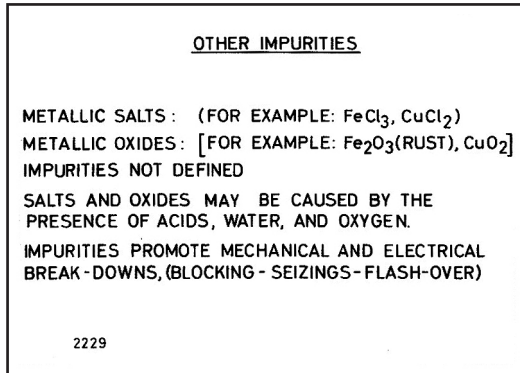 OTHER IMPURITIES
METALLIC SALTS: (FOR EXAMPLE: FeCl₃, CuCl₂)
METALLIC OXIDES: [FOR EXAMPLE: Fe₂O₃(RUST), CuO₂]
IMPURITIES NOT DEFINED
SALTS AND OXIDES MAY BE CAUSED BY THE
PRESENCE OF ACIDS, WATER, AND OXYGEN.
IMPURITIES PROMOTE MECHANICAL AND ELECTRICAL
BREAK-DOWNS, (BLOCKING-SEIZINGS-FLASH-OVER)
2229